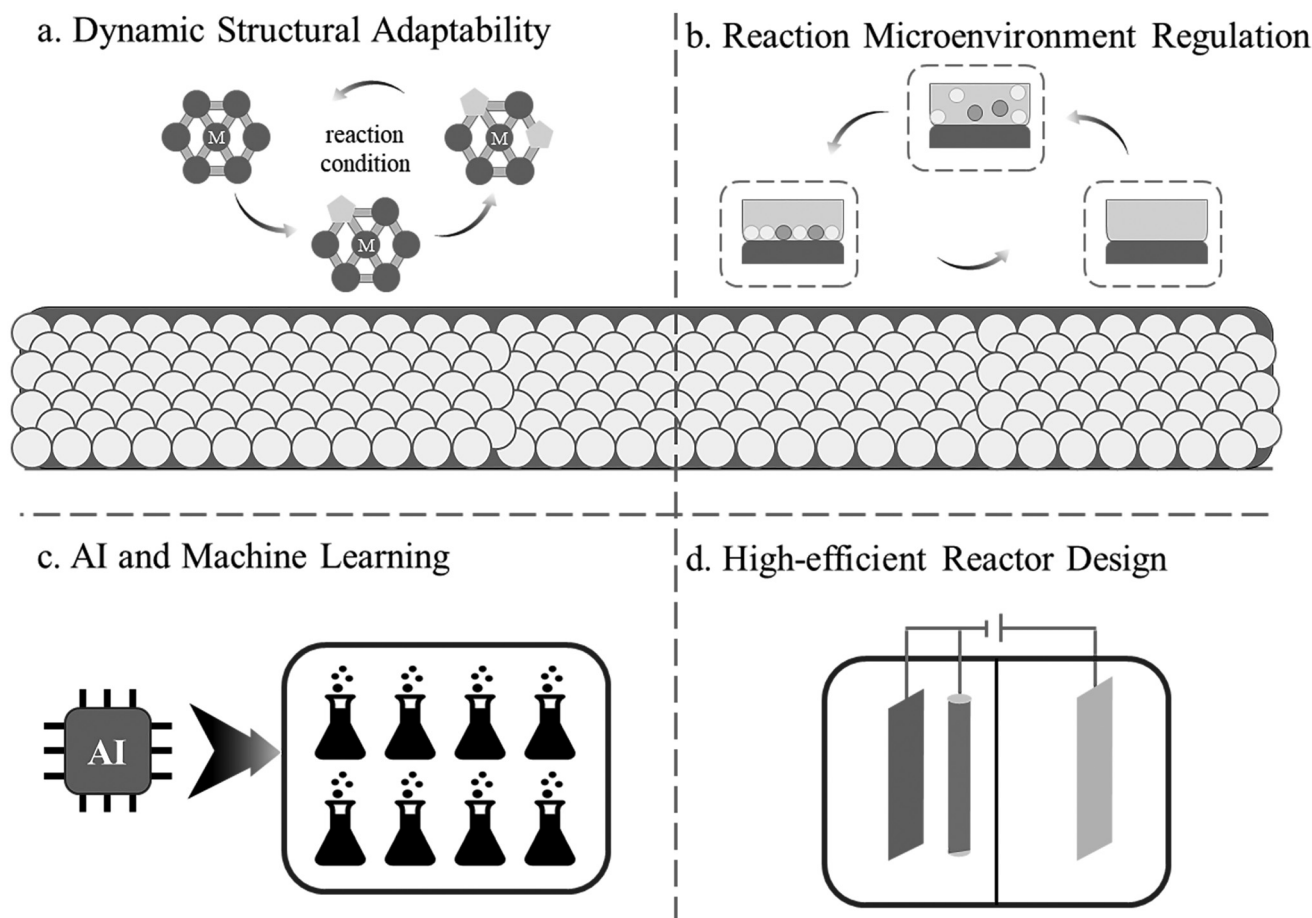 a. Dynamic Structural Adaptability
M
reaction
condition
M
M
b. Reaction Microenvironment Regulation
c. AI and Machine Learning
AI
d. High-efficient Reactor Design